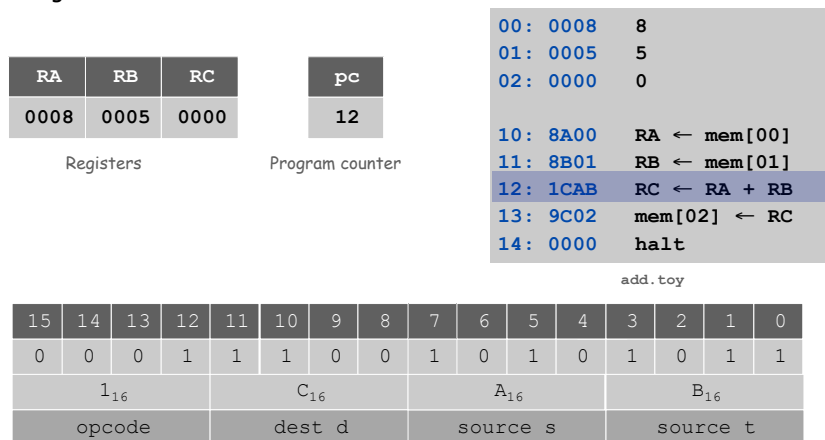 00: 0008 8
01: 0005 5
02: 0000 0
10: 8A00 RA ← mem[00]
11: 8B01 RB ← mem[01]
12: 1CAB RC ← RA + RB
13: 9C02 mem[02] ← RC
14: 0000 halt
add.toy
RA RB RC
0008 0005 0000
Registers
pc
12
Program counter
15 14 13 12 11 10 9 8 7 6 5 4 3 2 1 0
0 0 0 1 1 1 0 0 1 0 1 0 1 0 1 1
1₁₆ C₁₆ A₁₆ B₁₆
opcode dest d source s source t